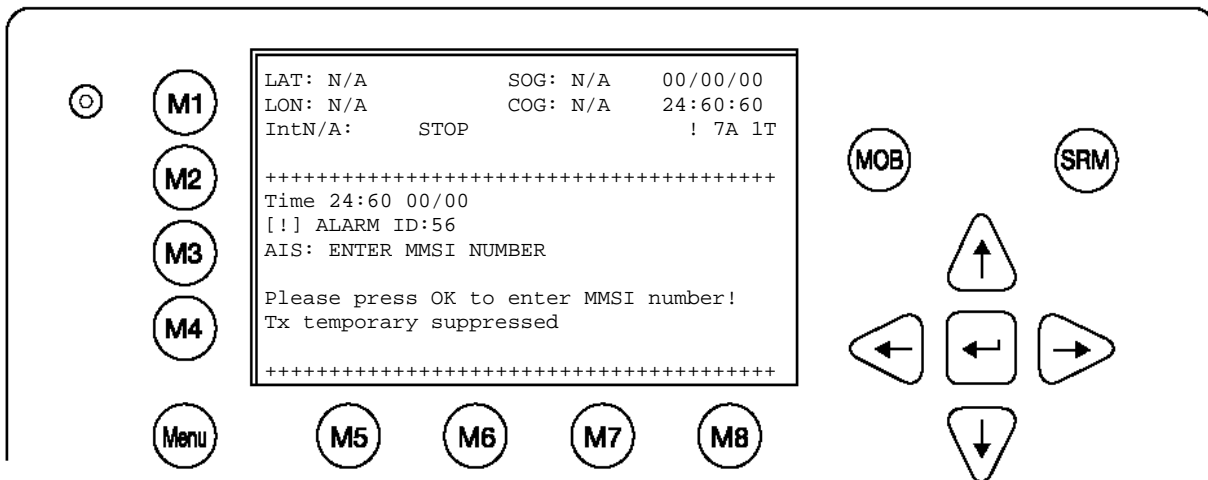 LAT: N/A SOG: N/A 00/00/00
LON: N/A COG: N/A 24:60:60
IntN/A: STOP ! 7A 1T
++++++++++++++++++++++++++++++++++++++++
Time 24:60 00/00
[!] ALARM ID:56
AIS: ENTER MMSI NUMBER
Please press OK to enter MMSI number!
Tx temporary suppressed
++++++++++++++++++++++++++++++++++++++++
M1
M2
M3
M4
Menu
M5
M6
M7
M8
MOB
SRM